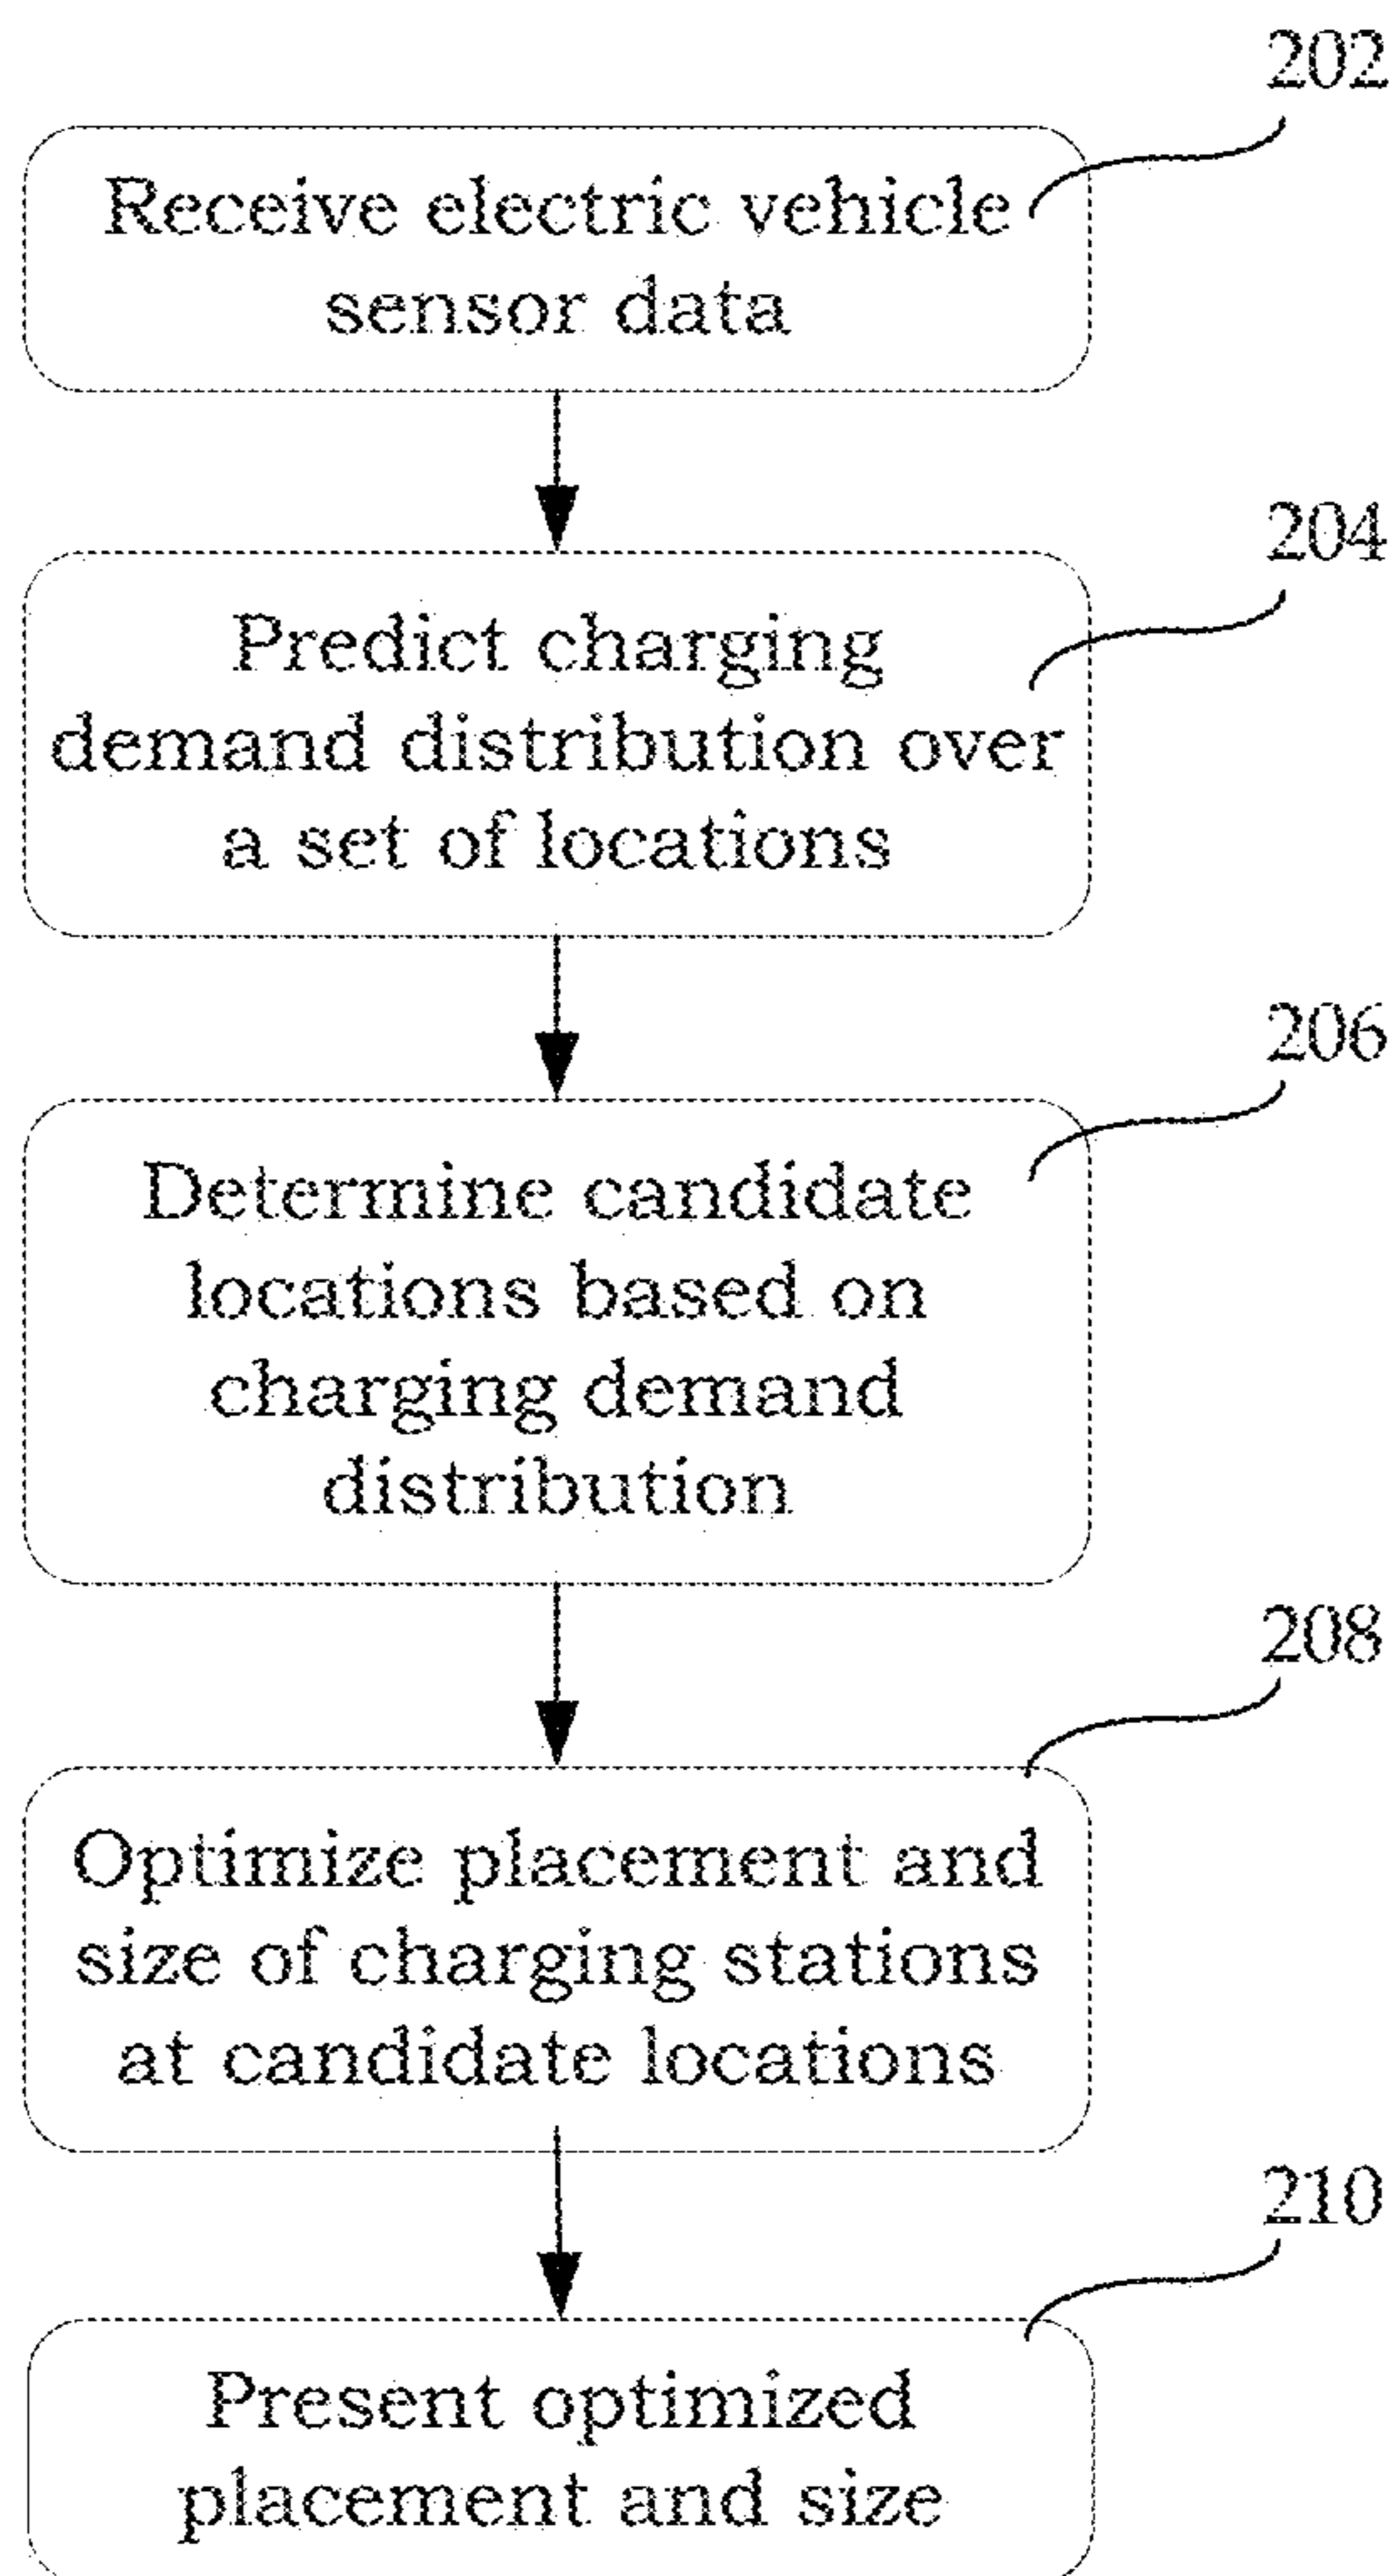 202
Receive electric vehicle
sensor data
204
Predict charging
demand distribution over
a set of locations
206
Determine candidate
locations based on
charging demand
distribution
208
Optimize placement and
size of charging stations
at candidate locations
210
Present optimized
placement and size